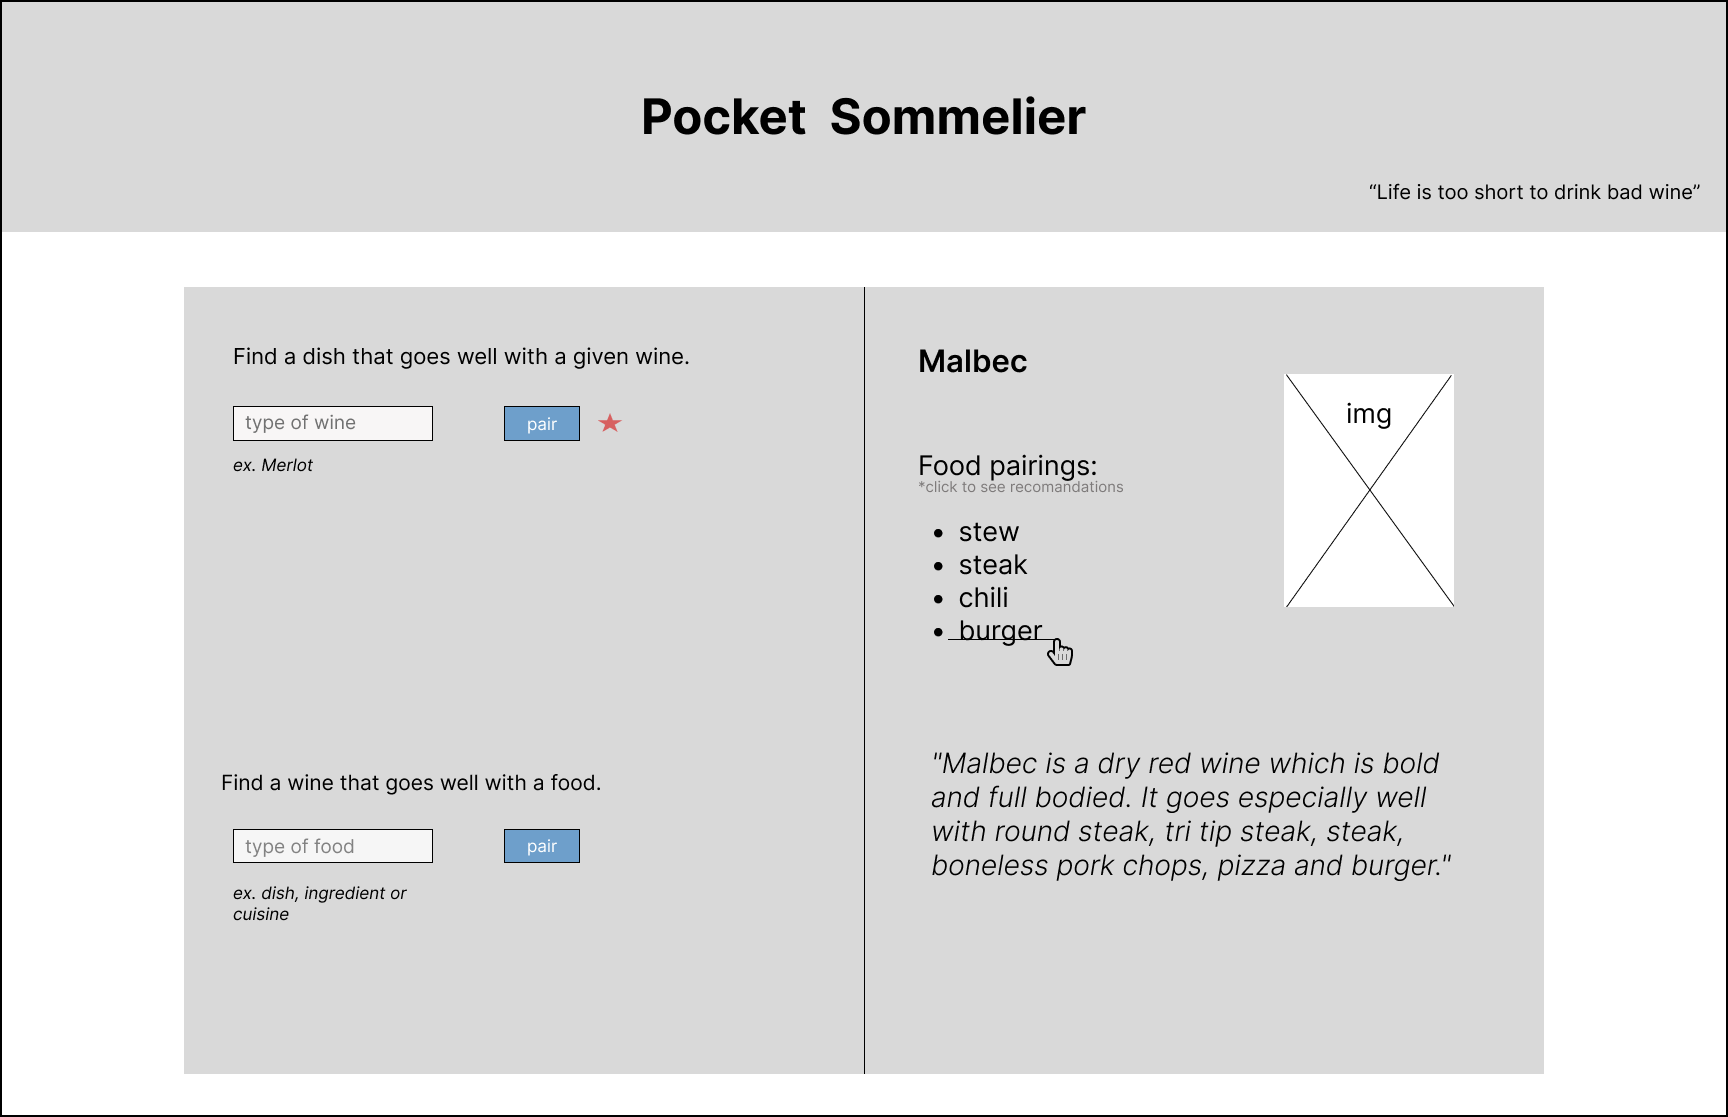 Pocket Sommelier
“Life is too short to drink bad wine”
Find a dish that goes well with a given wine.
type of wine
pair
ex. Merlot
Find a wine that goes well with a food.
type of food
pair
ex. dish, ingredient or
cuisine
Malbec
img
Food pairings:
*click to see recomandations
• stew
• steak
• chili
• burger
"Malbec is a dry red wine which is bold
and full bodied. It goes especially well
with round steak, tri tip steak, steak,
boneless pork chops, pizza and burger."